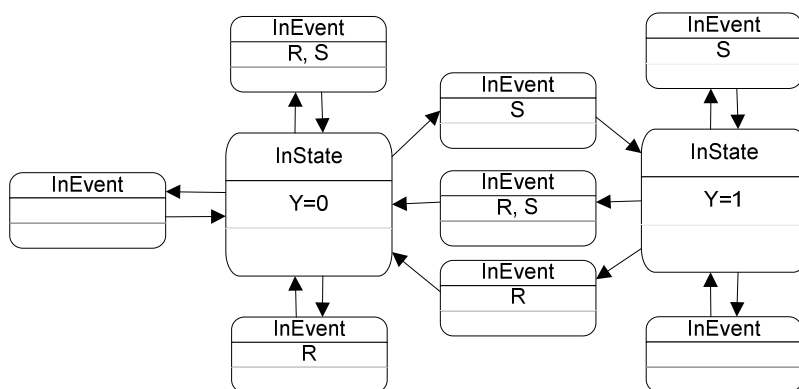 InEvent
R, S
InEvent
S
InEvent
S
InState
Y=0
InState
Y=1
InEvent
InEvent
R, S
InEvent
R
InEvent
R
InEvent